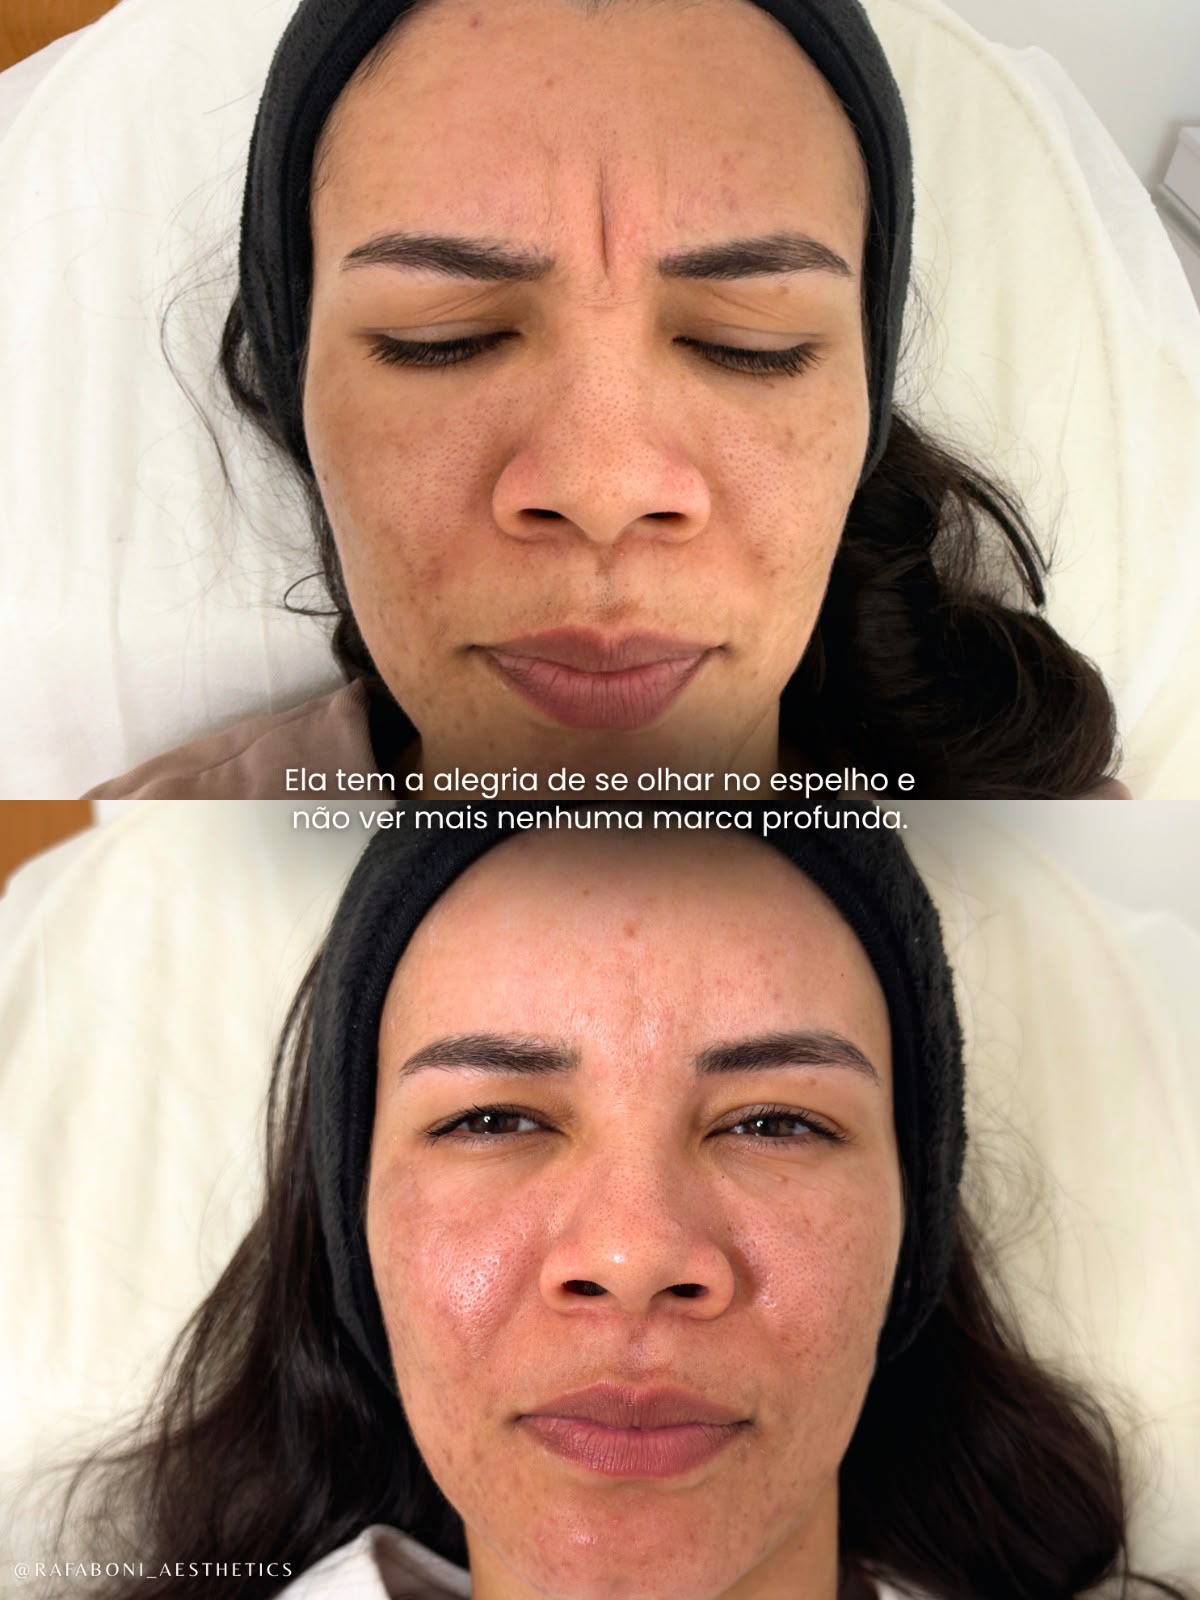 Ela tem a alegria de se olhar no espelho e
não ver mais nenhuma marca profunda.
@RAFABONI_AESTHETICS